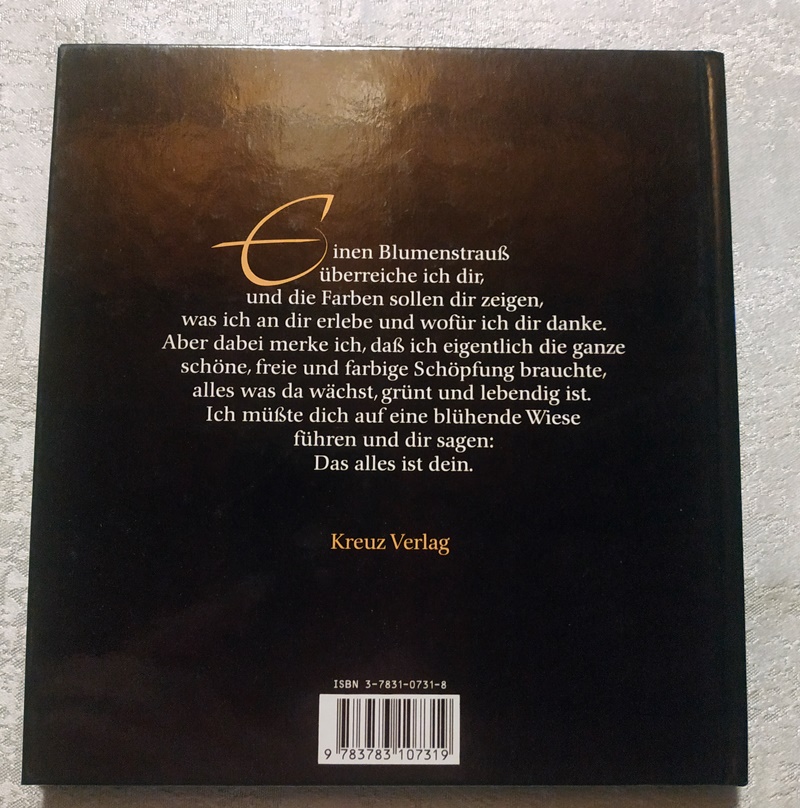 Einen Blumenstrauß
überreiche ich dir,
und die Farben sollen dir zeigen,
was ich an dir erlebe und wofür ich dir danke.
Aber dabei merke ich, daß ich eigentlich die ganze
schöne, freie und farbige Schöpfung brauchte,
alles was da wächst, grünt und lebendig ist.
Ich müßte dich auf eine blühende Wiese
führen und dir sagen:
Das alles ist dein.
Kreuz Verlag
ISBN 3-7831-0731-8
9 783783 107319